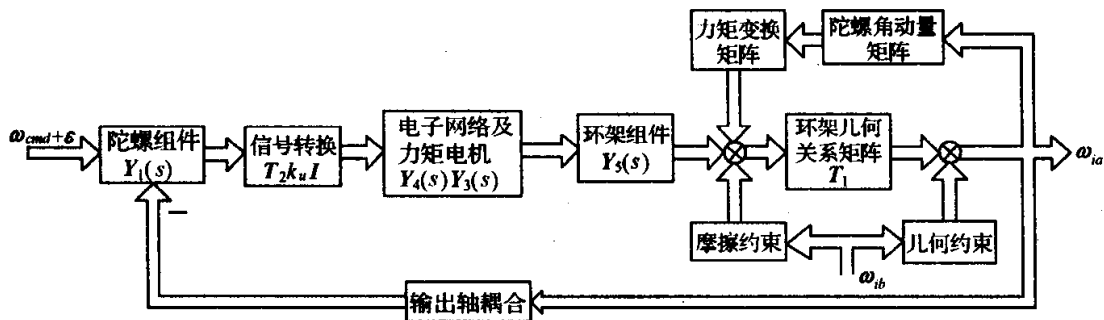 力矩变换
矩阵
陀螺角动量
矩阵
ω_cmd+ε
陀螺组件
Y₁(s)
信号转换
T₂kᵤI
电子网络及
力矩电机
Y₄(s)Y₃(s)
环架组件
Y₅(s)
环架几何
关系矩阵
T₁
ω_ia
−
摩擦约束
几何约束
ω_ib
输出轴耦合